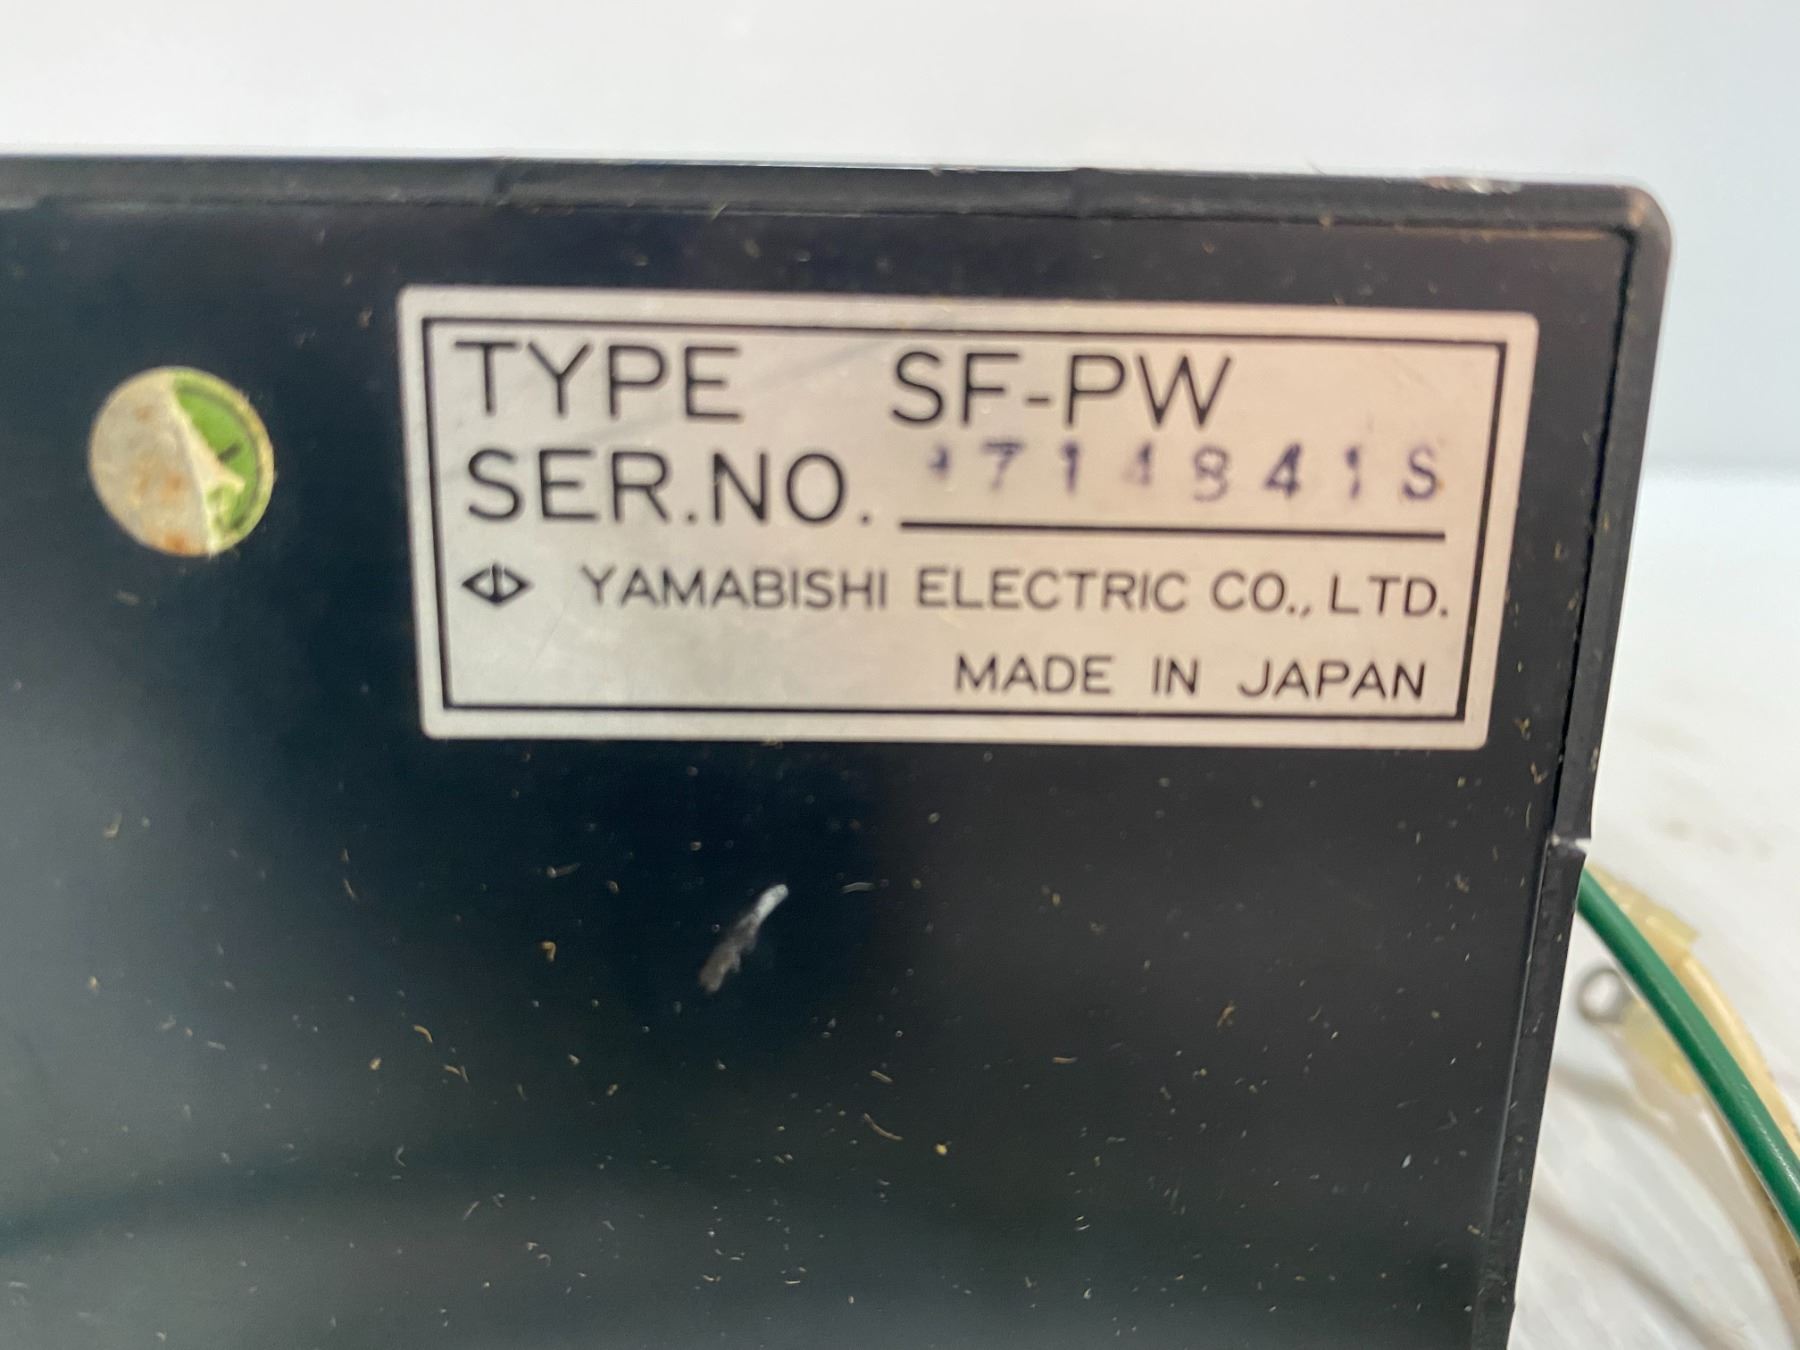 TYPE SF-PW
SER.NO.
YAMABISHI ELECTRIC CO., LTD.
MADE IN JAPAN